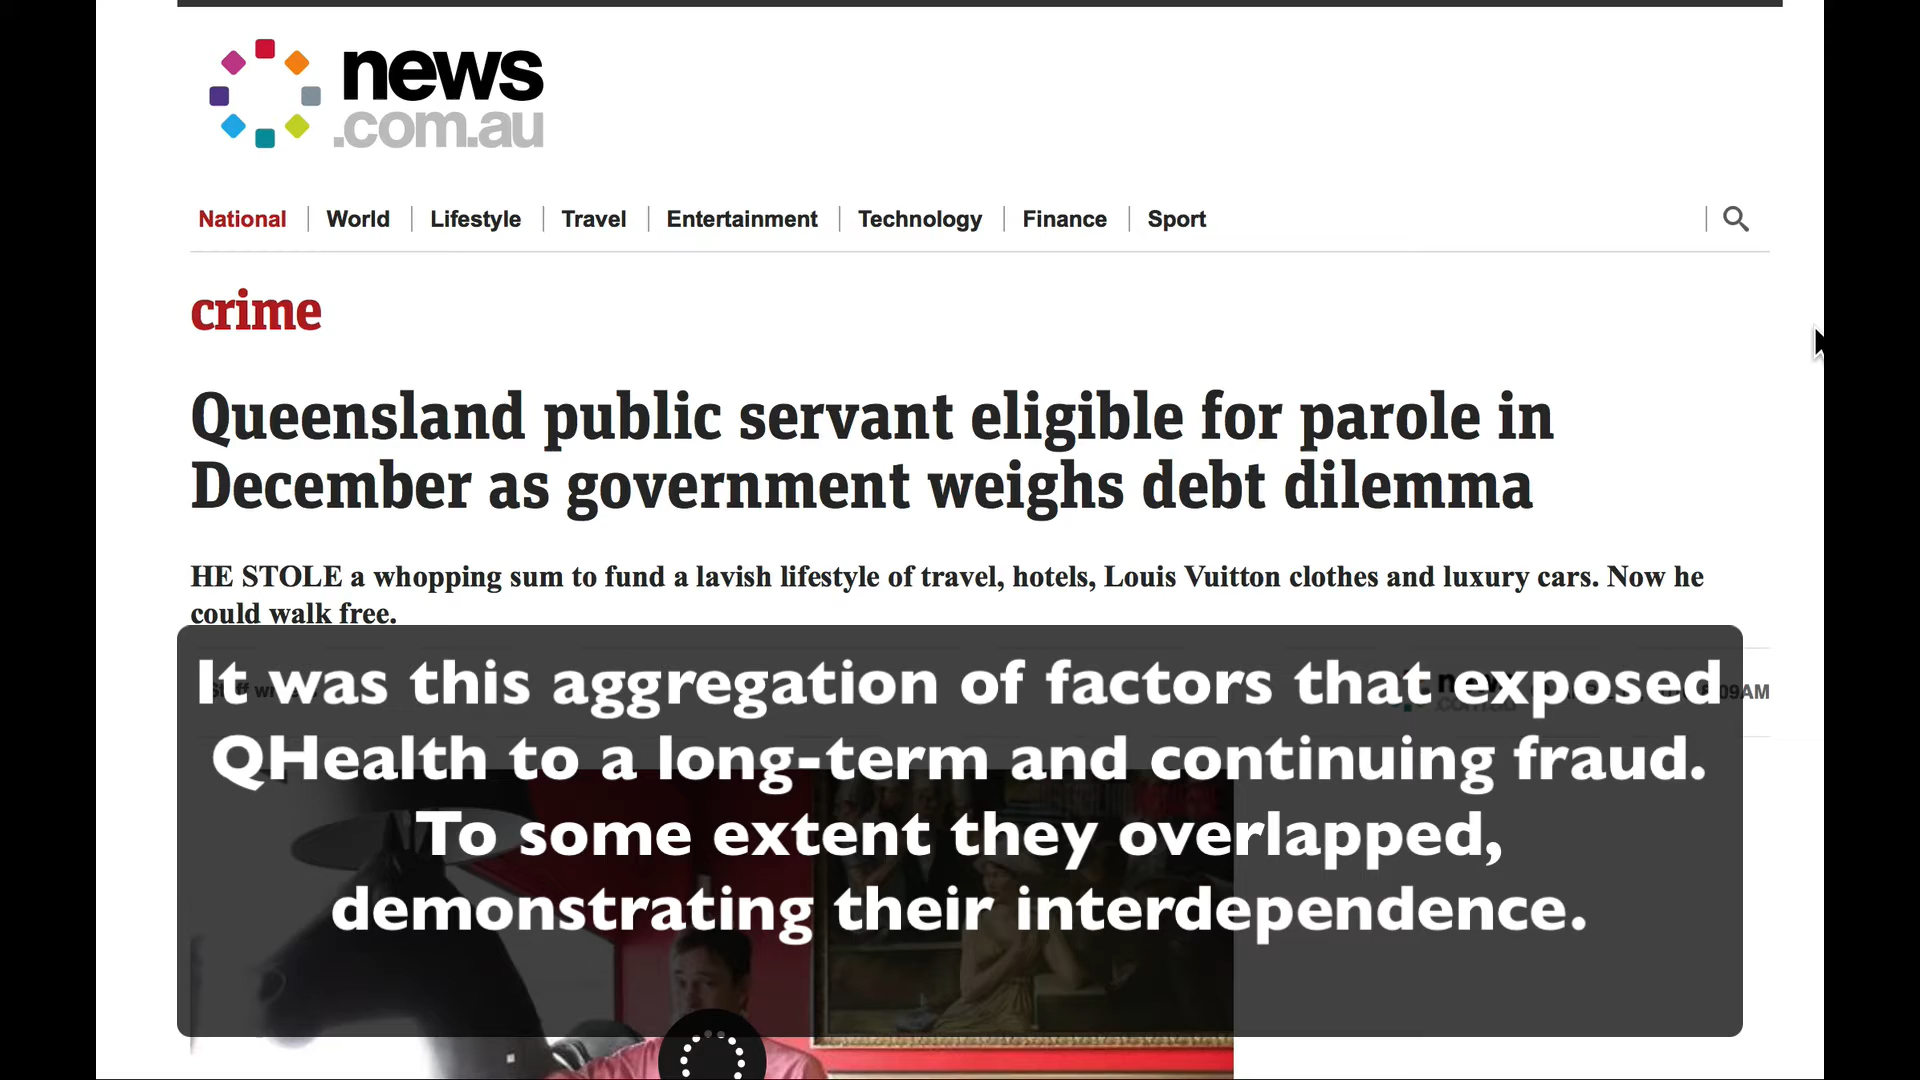 news
.com.au
National World Lifestyle Travel Entertainment Technology Finance Sport
crime
Queensland public servant eligible for parole in
December as government weighs debt dilemma
HE STOLE a whopping sum to fund a lavish lifestyle of travel, hotels, Louis Vuitton clothes and luxury cars. Now he
could walk free.
It was this aggregation of factors that exposed
QHealth to a long-term and continuing fraud.
To some extent they overlapped,
demonstrating their interdependence.